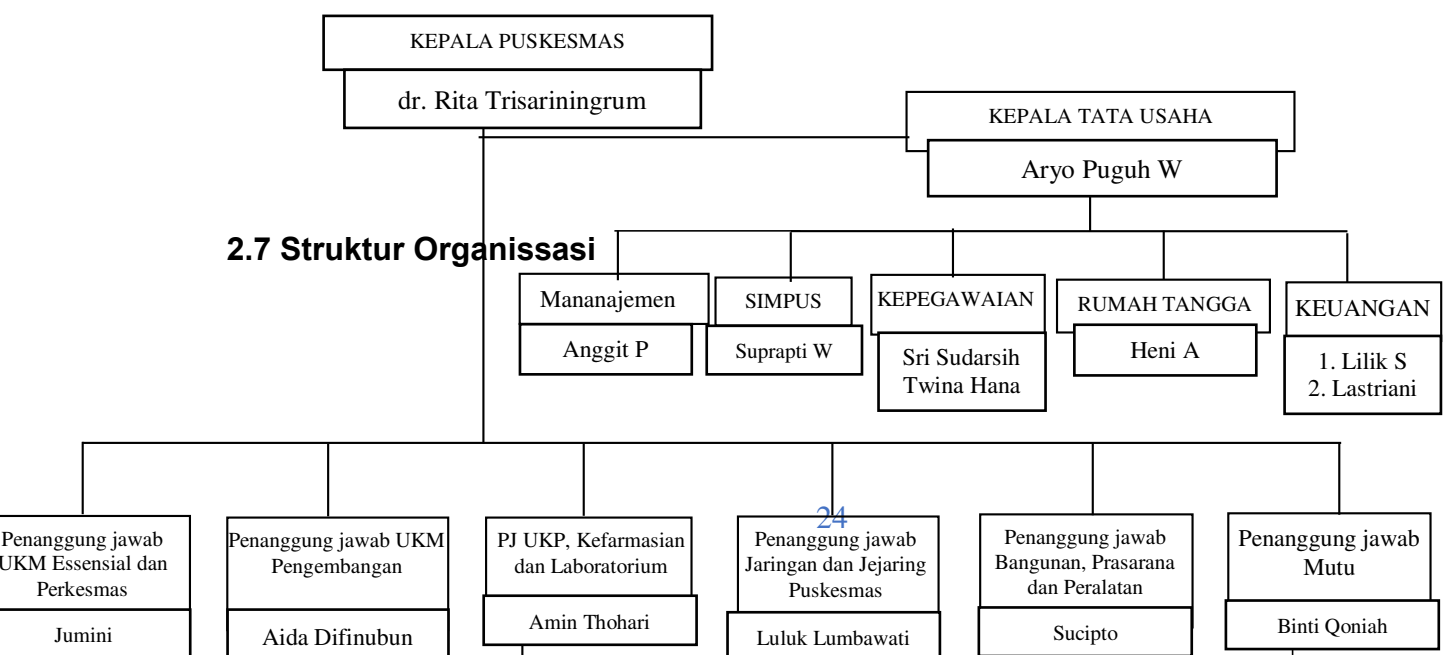 KEPALA PUSKESMAS
dr. Rita Trisariningrum
KEPALA TATA USAHA
Aryo Puguh W
2.7 Struktur Organissasi
Mananajemen
Anggit P
SIMPUS
Suprapti W
KEPEGAWAIAN
Sri Sudarsih
Twina Hana
RUMAH TANGGA
Heni A
KEUANGAN
1. Lilik S
2. Lastriani
24
Penanggung jawab
UKM Essensial dan
Perkesmas
Jumini
Penanggung jawab UKM
Pengembangan
Aida Difinubun
PJ UKP, Kefarmasian
dan Laboratorium
Amin Thohari
Penanggung jawab
Jaringan dan Jejaring
Puskesmas
Luluk Lumbawati
Penanggung jawab
Bangunan, Prasarana
dan Peralatan
Sucipto
Penanggung jawab
Mutu
Binti Qoniah